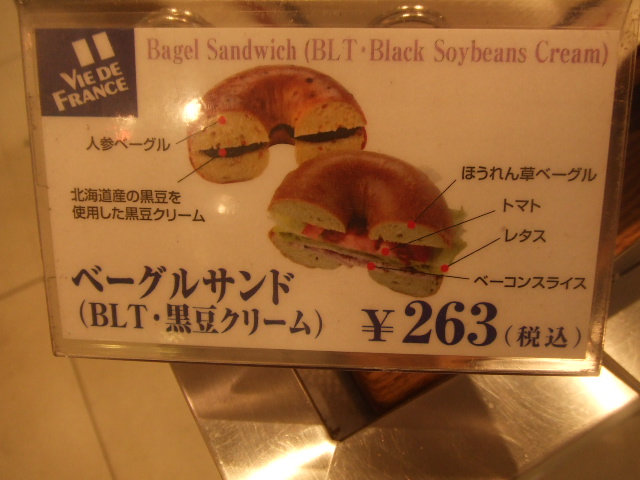 VIE DE
FRANCE
Bagel Sandwich (BLT・Black Soybeans Cream)
人参ベーグル
北海道産の黒豆を
使用した黒豆クリーム
ほうれん草ベーグル
トマト
レタス
ベーコンスライス
ベーグルサンド
(BLT・黒豆クリーム)
¥263(税込)